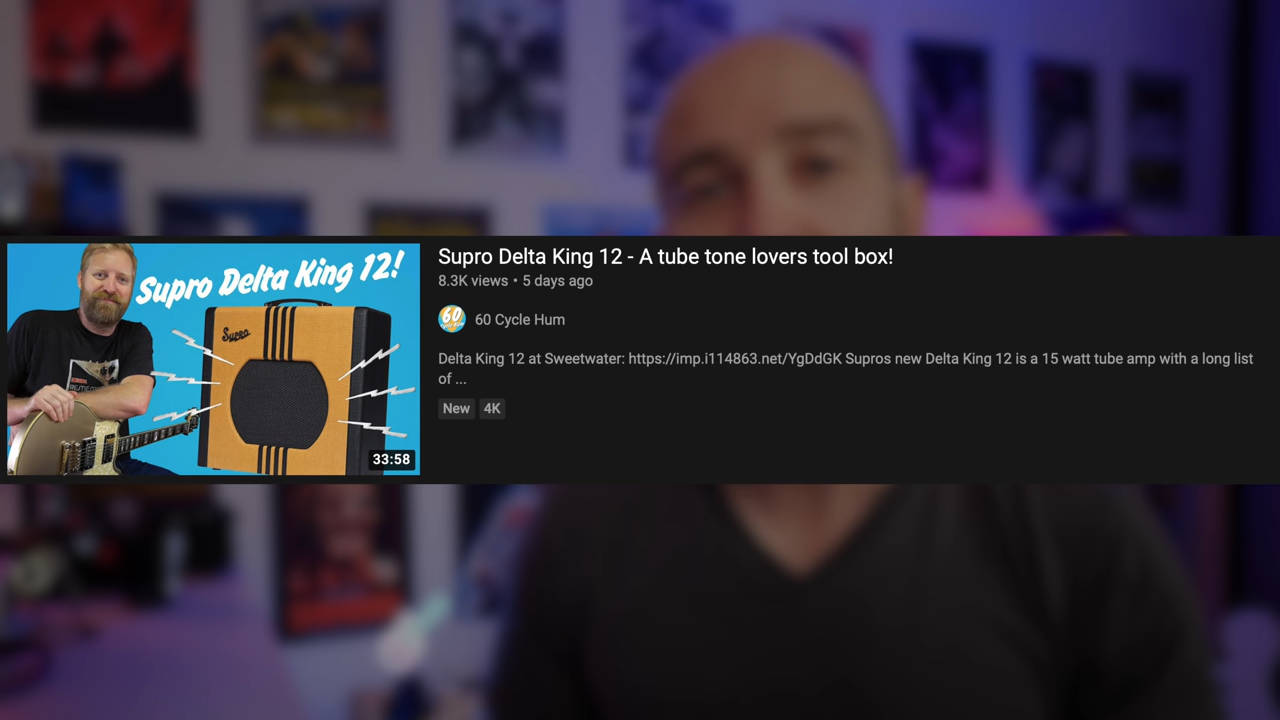 Supro Delta King 12!
Supro
33:58
Supro Delta King 12 - A tube tone lovers tool box!
8.3K views • 5 days ago
60 Cycle Hum
Delta King 12 at Sweetwater: https://imp.i114863.net/YgDdGK Supros new Delta King 12 is a 15 watt tube amp with a long list
of ...
New 4K